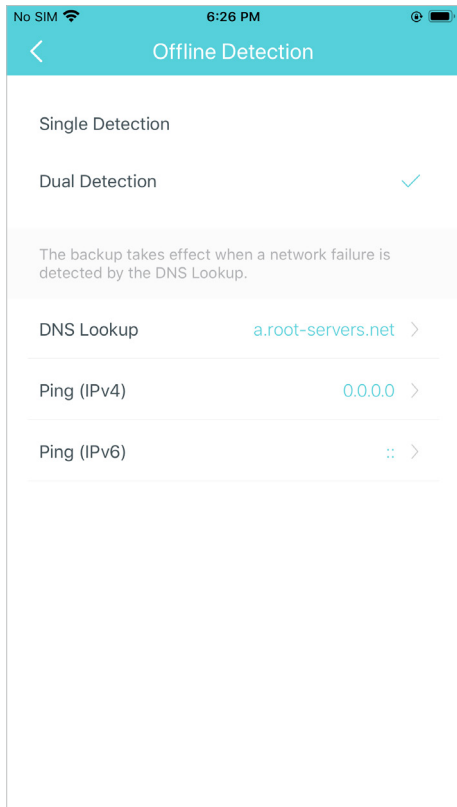 No SIM 6:26 PM
Offline Detection
Single Detection
Dual Detection
The backup takes effect when a network failure is
detected by the DNS Lookup.
DNS Lookup a.root-servers.net
Ping (IPv4) 0.0.0.0
Ping (IPv6) ::